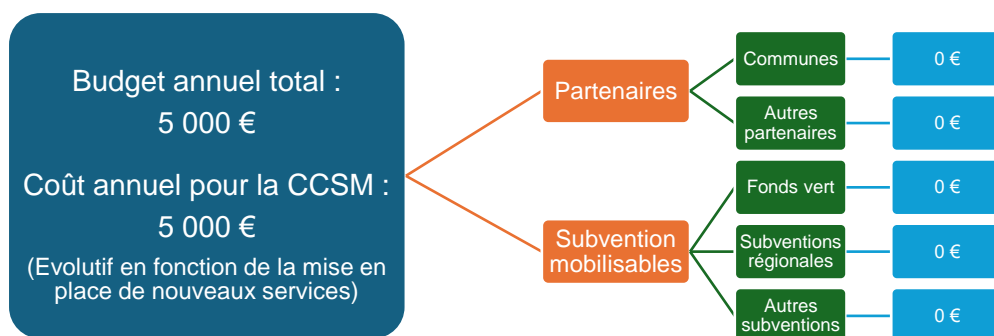 Budget annuel total :
5 000 €
Coût annuel pour la CCSM :
5 000 €
(Evolutif en fonction de la mise en
place de nouveaux services)
Partenaires
Communes
0 €
Autres
partenaires
0 €
Subvention
mobilisables
Fonds vert
0 €
Subventions
régionales
0 €
Autres
subventions
0 €